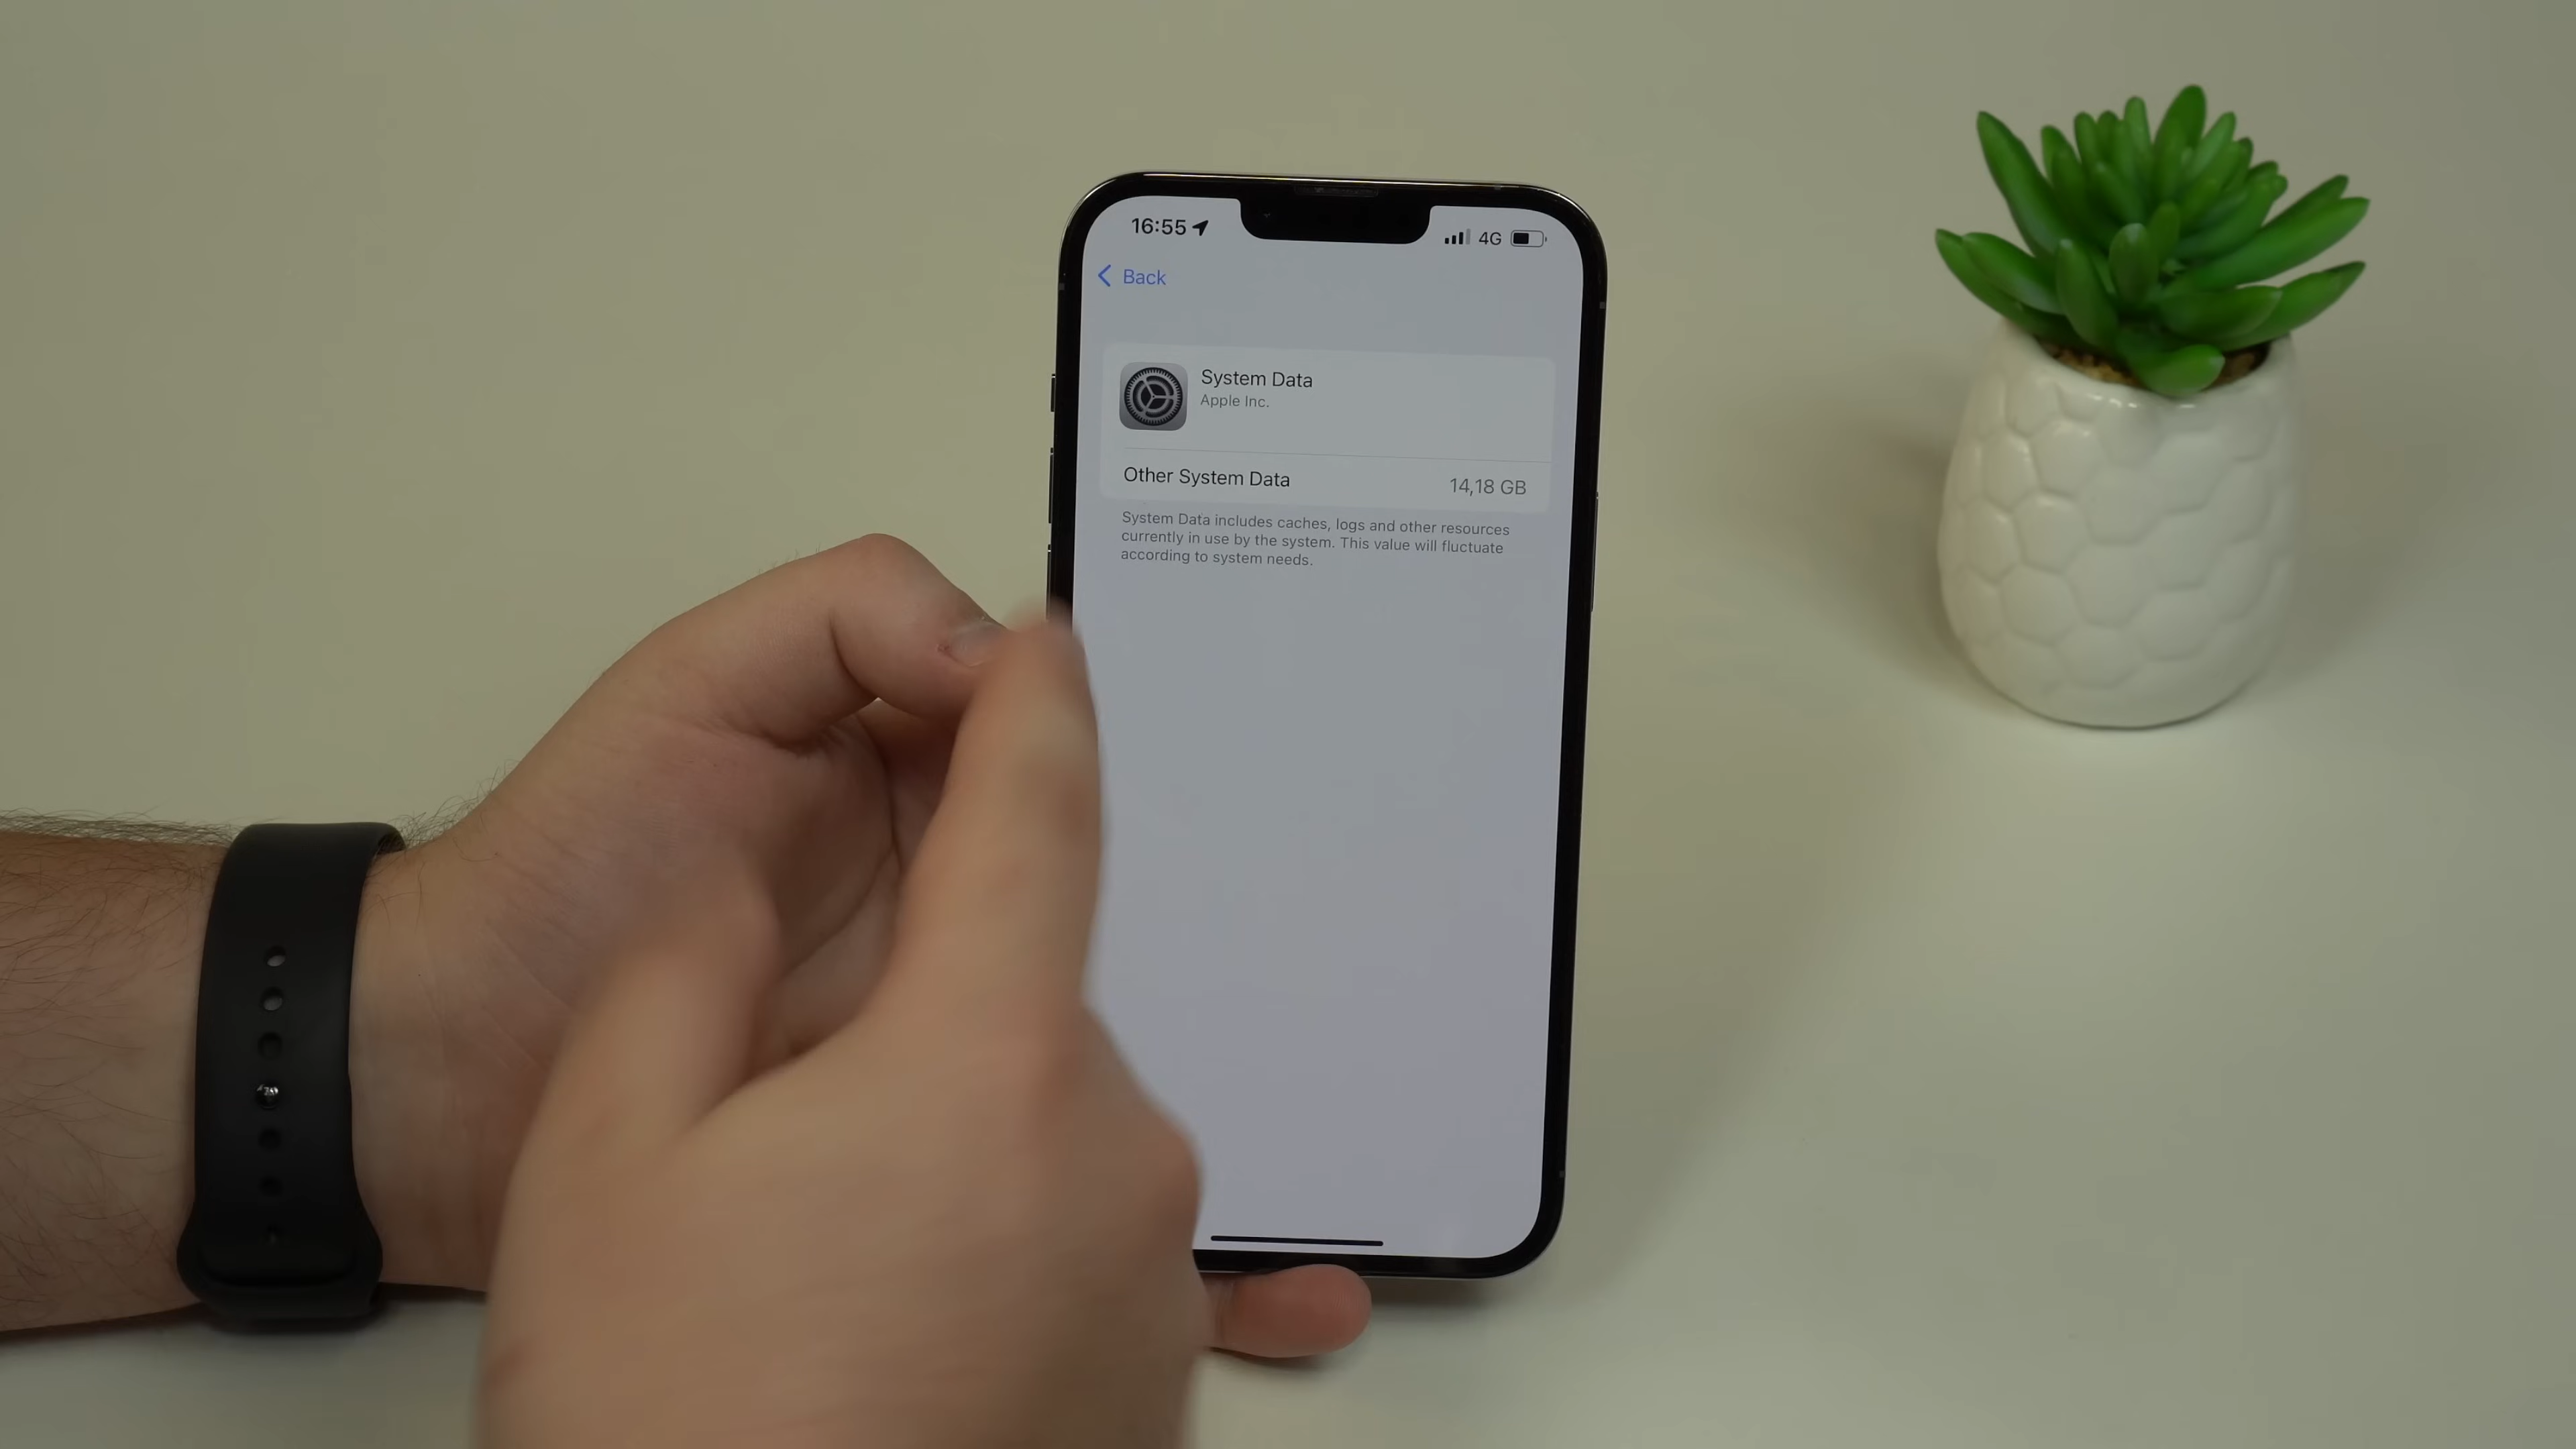 16:55
4G
Back
System Data
Apple Inc.
Other System Data 14,18 GB
System Data includes caches, logs and other resources
currently in use by the system. This value will fluctuate
according to system needs.